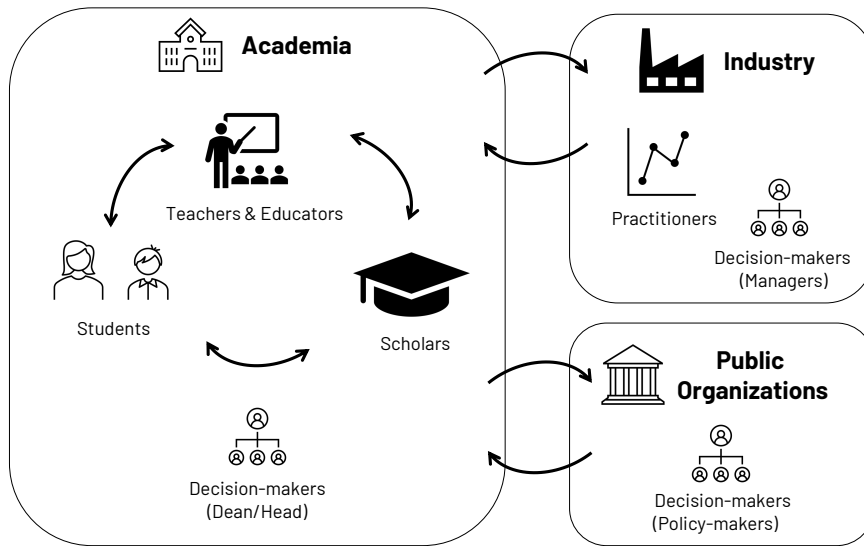 Academia
Teachers & Educators
Students
Scholars
Decision-makers
(Dean/Head)
Industry
Practitioners
Decision-makers
(Managers)
Public
Organizations
Decision-makers
(Policy-makers)